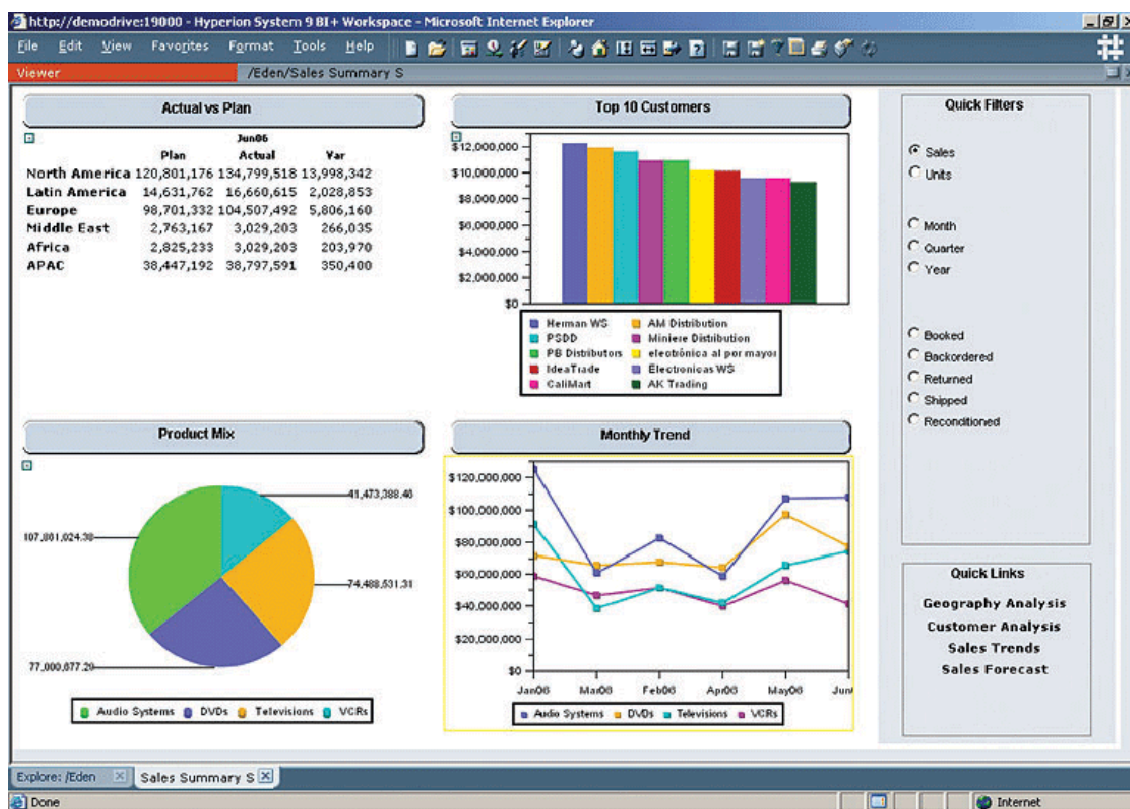 http://demodrive:19000 - Hyperion System 9 BI+ Workspace - Microsoft Internet Explorer
File Edit View Favorites Format Tools Help
Viewer /Eden/Sales Summary S
Actual vs Plan
Jun06
Plan Actual Var
North America 120,801,176 134,799,518 13,998,342
Latin America 14,631,762 16,660,615 2,028,853
Europe 98,701,332 104,507,492 5,806,160
Middle East 2,763,167 3,029,203 266,035
Africa 2,825,233 3,029,203 203,970
APAC 38,447,192 38,797,591 350,400
Top 10 Customers
$12,000,000
$10,000,000
$8,000,000
$6,000,000
$4,000,000
$2,000,000
$0
Herman WS AM Distribution
PSDD Miniere Distribution
PB Distributors electrónica al por mayor
IdeaTrade Electronicas WS
CaliMart AK Trading
Quick Filters
Sales
Units
Month
Quarter
Year
Booked
Backordered
Returned
Shipped
Reconditioned
Product Mix
41,473,388.46
107,801,024.38
74,488,531.31
77,000,677.29
Audio Systems DVDs Televisions VCRs
Monthly Trend
$120,000,000
$100,000,000
$80,000,000
$60,000,000
$40,000,000
$20,000,000
$0
Jan06 Mar06 Feb06 Apr06 May06 Jun
Audio Systems DVDs Televisions VCRs
Quick Links
Geography Analysis
Customer Analysis
Sales Trends
Sales Forecast
Explore: /Eden Sales Summary S
Done Internet